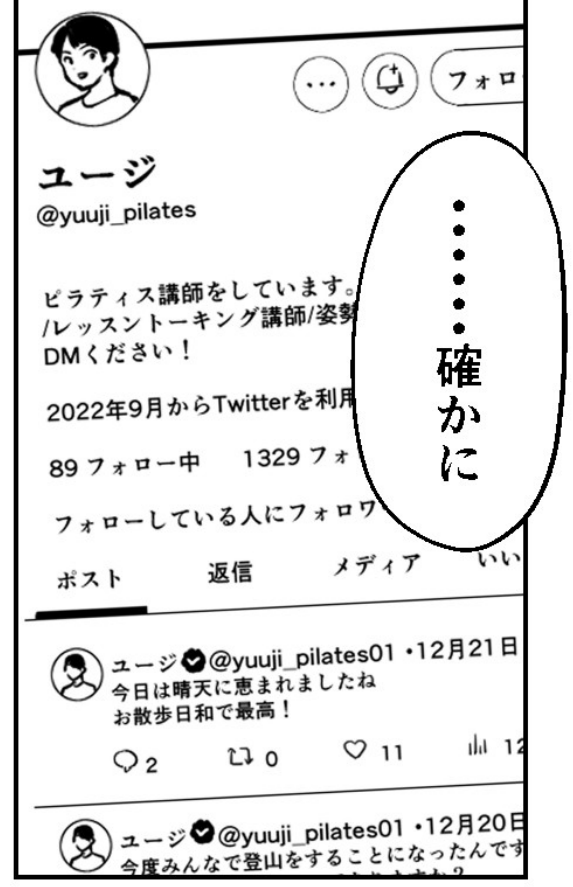 フォロ
ユージ
@yuuji_pilates
ピラティス講師をしています。
/レッスントーキング講師/姿勢
DMください！
2022年9月からTwitterを利用
89 フォロー中 1329 フォ
フォローしている人にフォロワ
ポスト 返信 メディア いい
ユージ @yuuji_pilates01 •12月21日
今日は晴天に恵まれましたね
お散歩日和で最高！
2 0 11 12
ユージ @yuuji_pilates01 •12月20日
今度みんなで登山をすることになったんです
……確かに